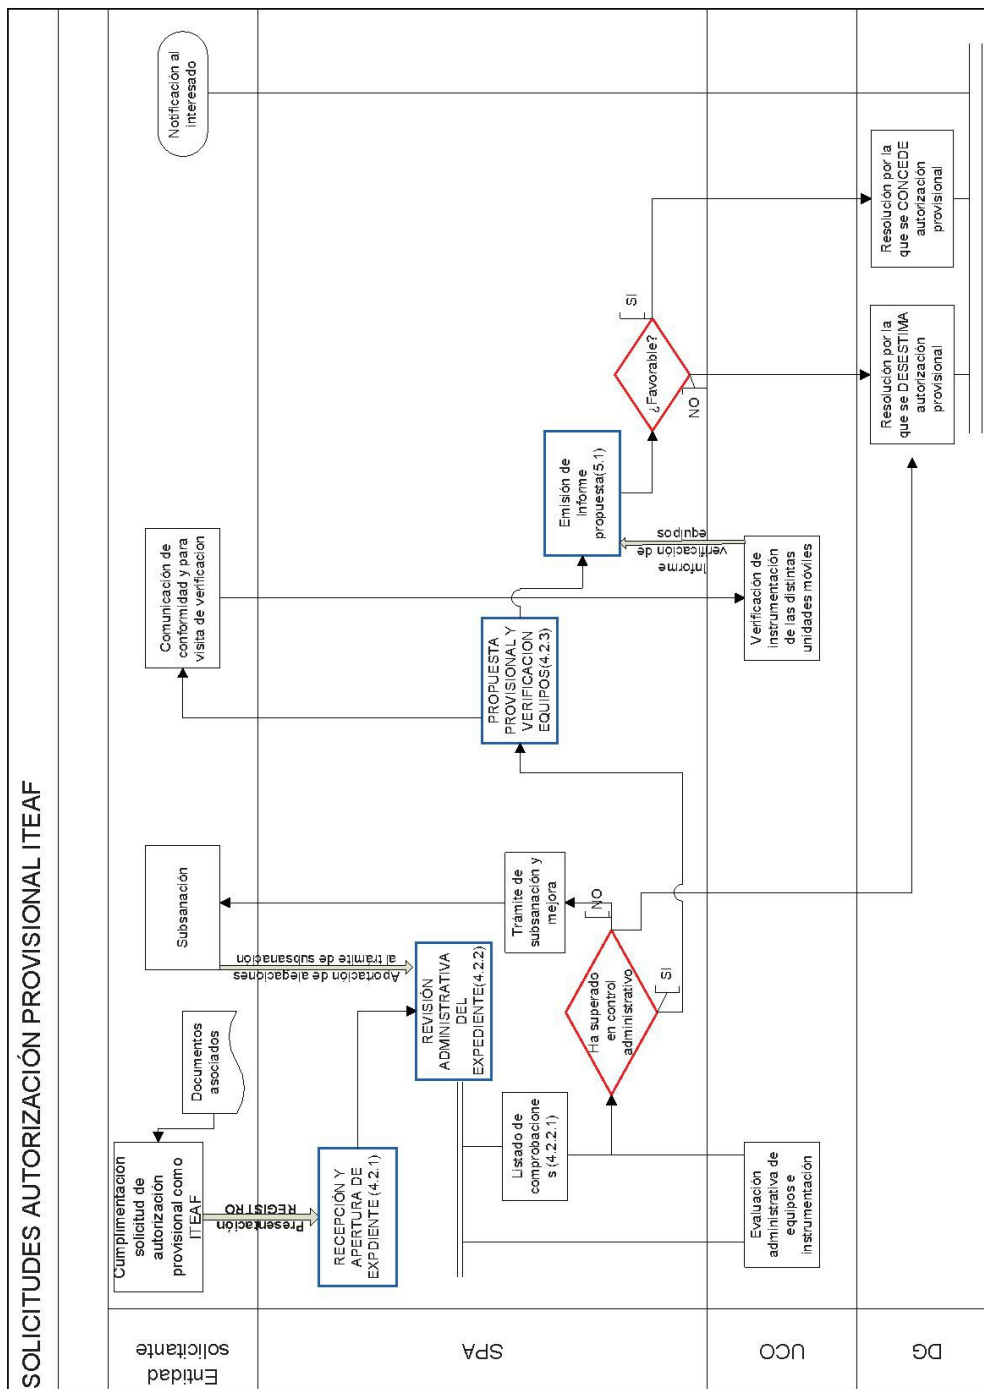 SOLICITUDES AUTORIZACIÓN PROVISIONAL ITEAF
Entidad
solicitante
SPA
UCO
DG
Cumplimentación
solicitud de
autorización
provisional como
ITEAF
Documentos
asociados
Presentación
REGISTRO
RECEPCIÓN Y
APERTURA DE
EXPDIENTE (4.2.1)
Subsanación
Aportación de alegaciones
al trámite de subsanación
REVISIÓN
ADMINISTRATIVA
DEL
EXPEDIENTE(4.2.2)
Listado de
comprobacione
s (4.2.2.1)
Evaluación
administrativa de
equipos e
instrumentación
Ha superado
en control
administrativo
NO
SI
Trámite de
subsanación y
mejora
PROPUESTA
PROVISIONAL Y
VERIFICACION
EQUIPOS(4.2.3)
Comunicación de
conformidad y para
visita de verificacion
Verificación de
instrumentación
de las distintas
unidades móviles
Informe
verificación de
equipos
Emisión de
Informe
propuesta(5.1)
¿Favorable?
SI
NO
Resolución por la
que se DESESTIMA
autorización
provisional
Resolución por la
que se CONCEDE
autorización
provisional
Notificación al
interesado